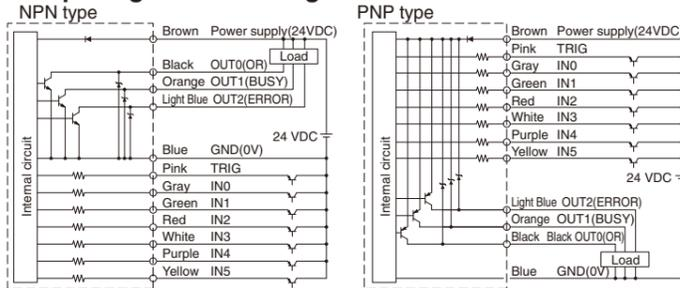 NPN type
Brown Power supply(24VDC)
Load
Black OUT0(OR)
Orange OUT1(BUSY)
Light Blue OUT2(ERROR)
24 VDC
Blue GND(0V)
Pink TRIG
Gray IN0
Green IN1
Red IN2
White IN3
Purple IN4
Yellow IN5
Internal circuit
PNP type
Brown Power supply(24VDC
Pink TRIG
Gray IN0
Green IN1
Red IN2
White IN3
Purple IN4
Yellow IN5
24 VDC
Light Blue OUT2(ERROR)
Orange OUT1(BUSY)
Black Black OUT0(OR)
Load
Blue GND(0V)
Internal circuit